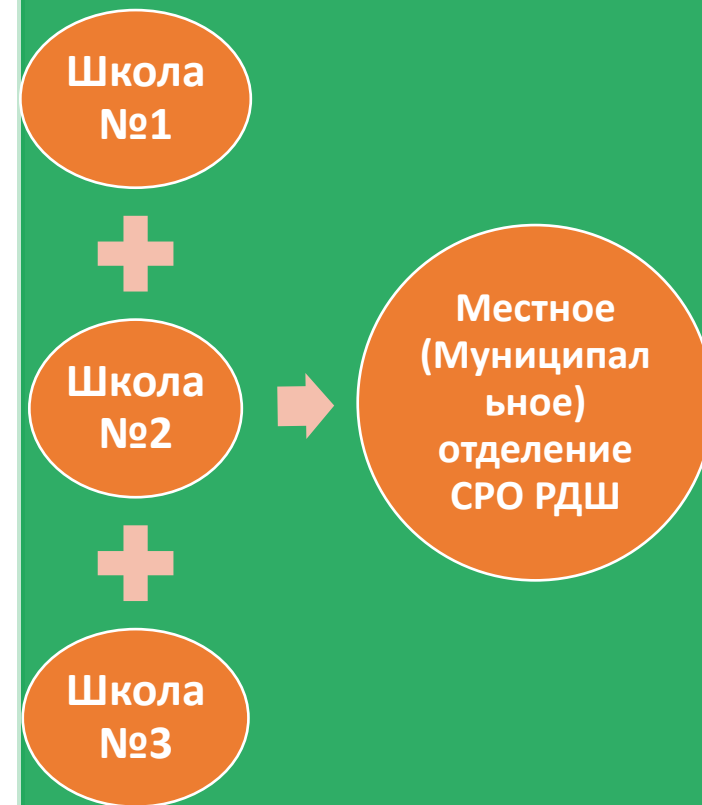 Школа
№1
Школа
№2
Школа
№3
Местное
(Муниципал
ьное)
отделение
СРО РДШ